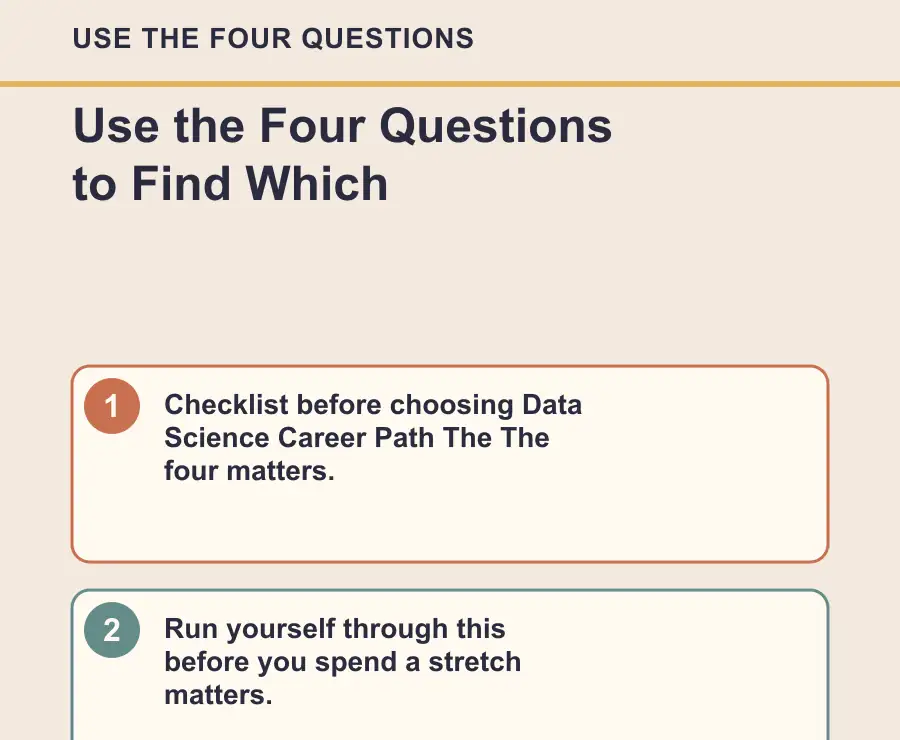 USE THE FOUR QUESTIONS
Use the Four Questions
to Find Which
1
Checklist before choosing Data
Science Career Path The The
four matters.
2
Run yourself through this
before you spend a stretch
matters.